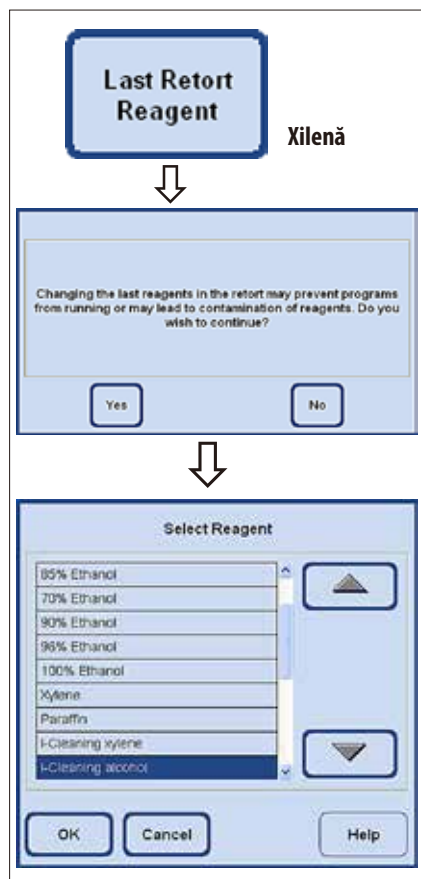 Last Retort
Reagent
Xilenă
Changing the last reagents in the retort may prevent programs
from running or may lead to contamination of reagents. Do you
wish to continue?
Yes
No
Select Reagent
85% Ethanol
70% Ethanol
90% Ethanol
96% Ethanol
100% Ethanol
Xylene
Paraffin
I-Cleaning xylene
I-Cleaning alcohol
OK
Cancel
Help